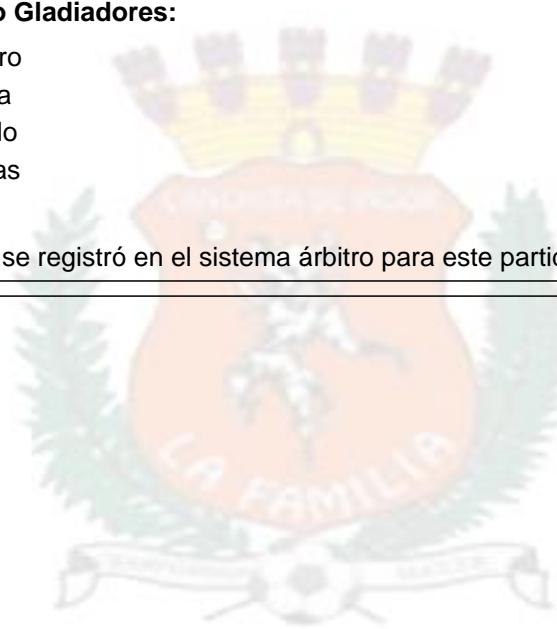 o Gladiadores:
ro
a
lo
as
se registró en el sistema árbitro para este partic
LA FAMILIA